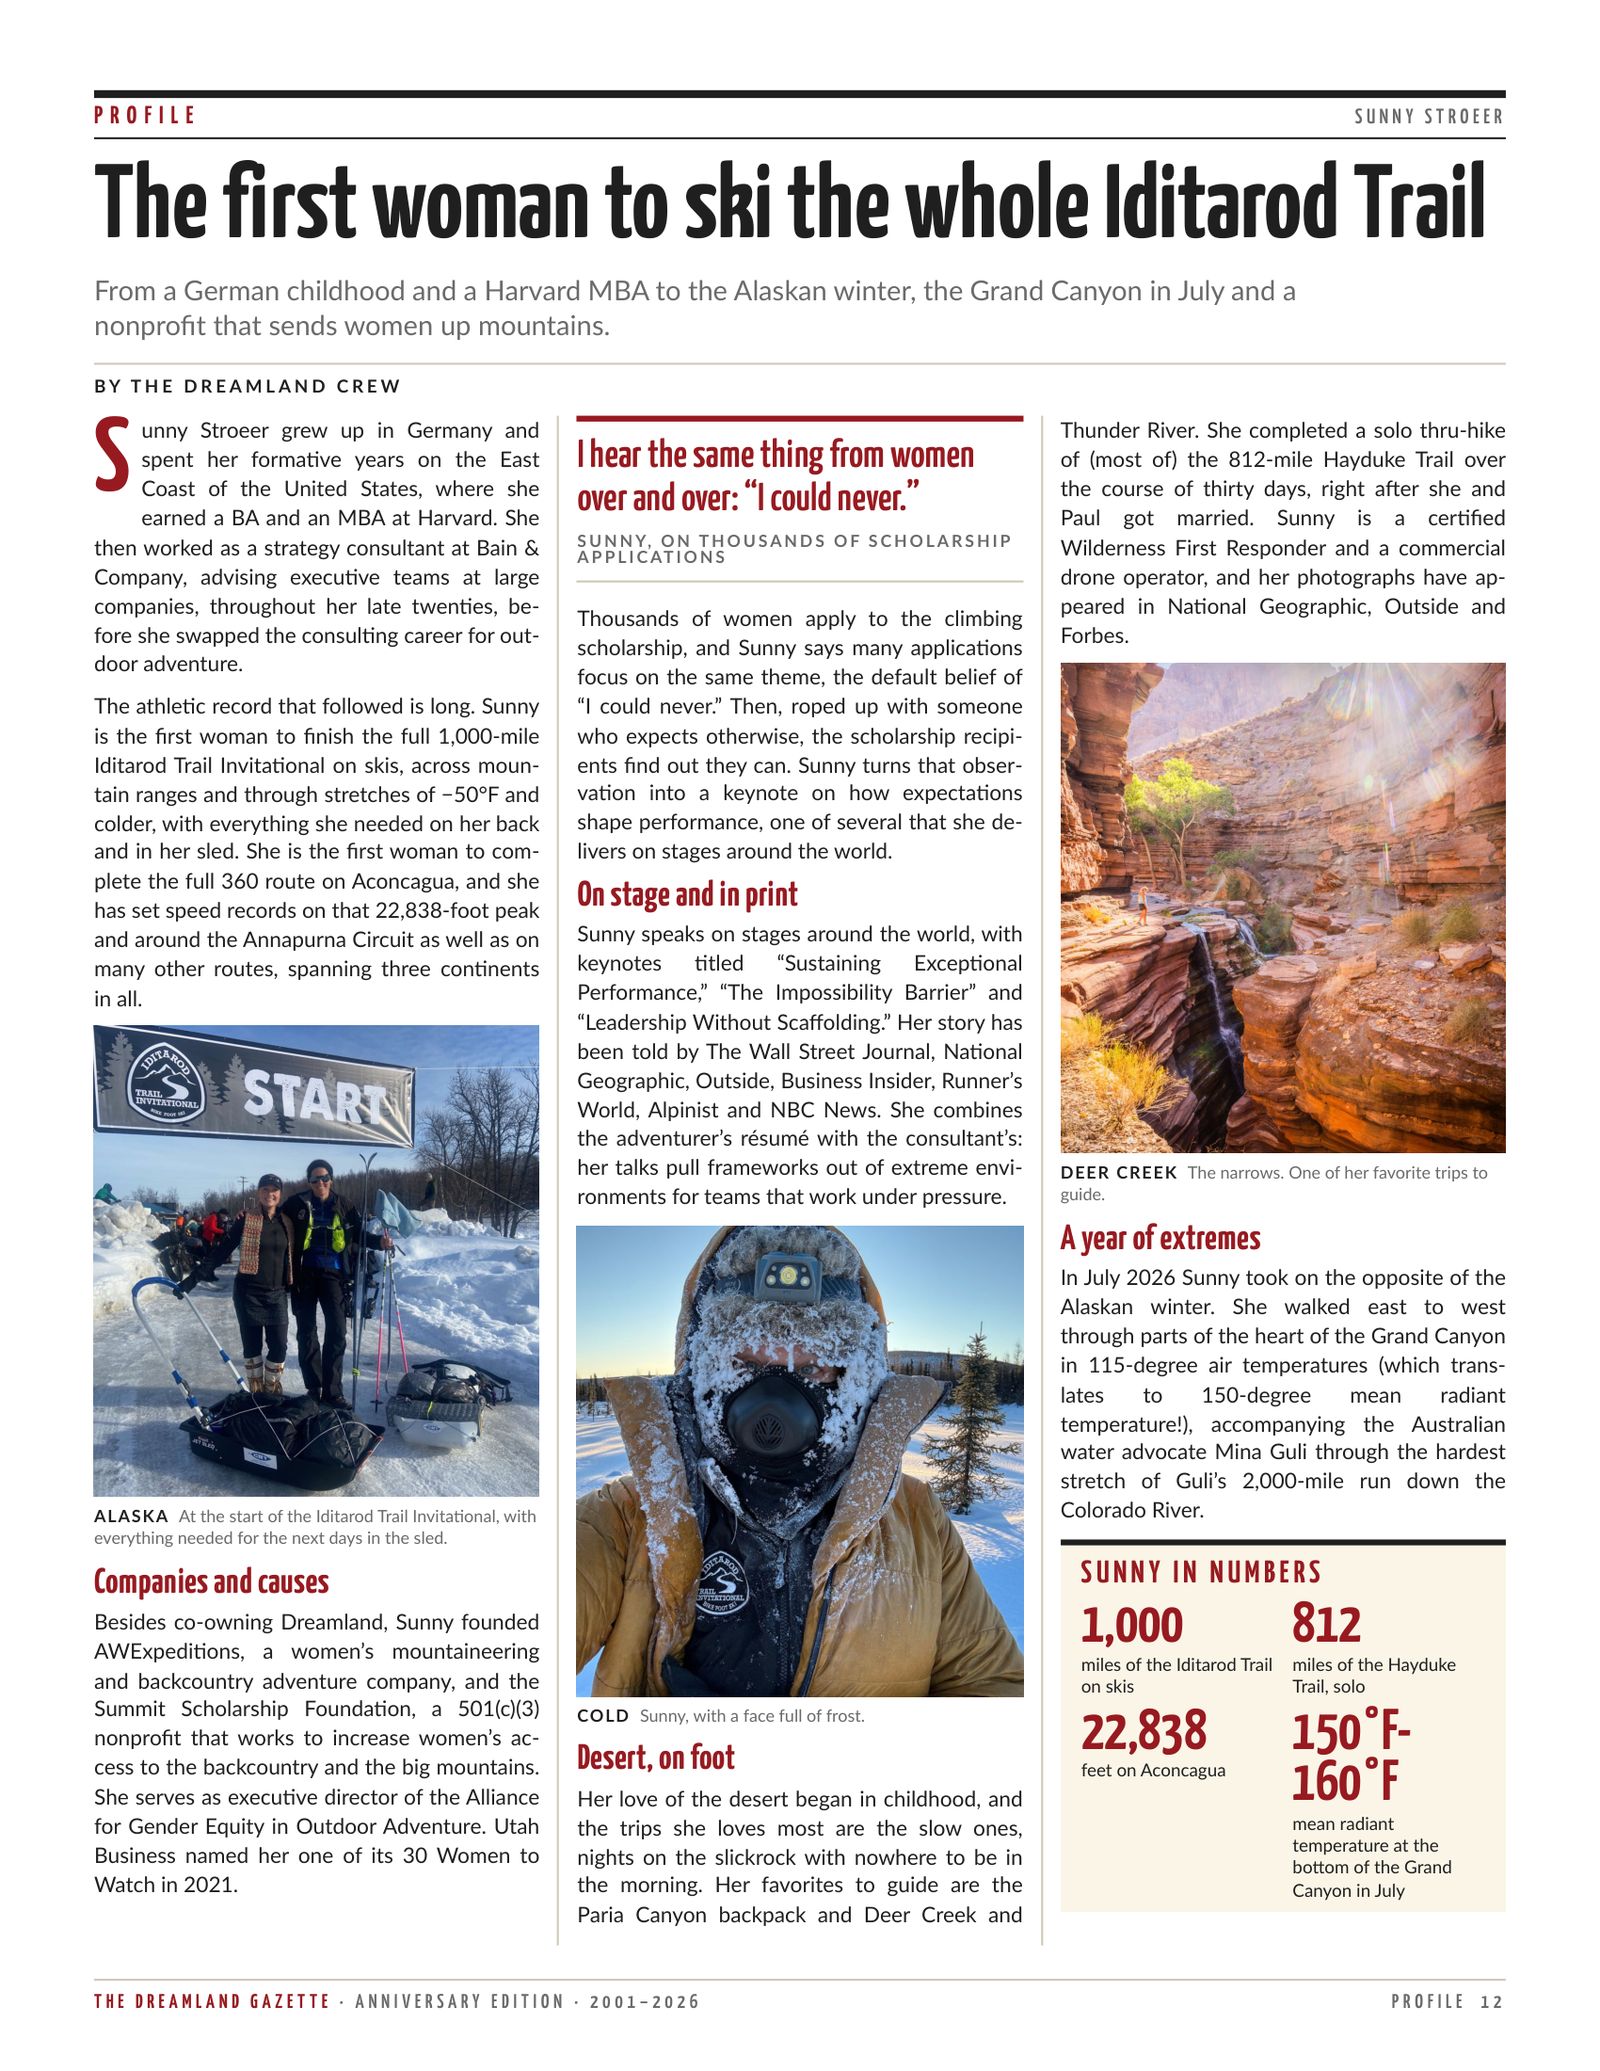 PROFILE
SUNNY STROEER
The first woman to ski the whole Iditarod Trail
From a German childhood and a Harvard MBA to the Alaskan winter, the Grand Canyon in July and a
nonprofit that sends women up mountains.
BY THE DREAMLAND CREW
Sunny Stroeer grew up in Germany and
spent her formative years on the East
Coast of the United States, where she
earned a BA and an MBA at Harvard. She
then worked as a strategy consultant at Bain &
Company, advising executive teams at large
companies, throughout her late twenties, be-
fore she swapped the consulting career for out-
door adventure.
The athletic record that followed is long. Sunny
is the first woman to finish the full 1,000-mile
Iditarod Trail Invitational on skis, across moun-
tain ranges and through stretches of −50°F and
colder, with everything she needed on her back
and in her sled. She is the first woman to com-
plete the full 360 route on Aconcagua, and she
has set speed records on that 22,838-foot peak
and around the Annapurna Circuit as well as on
many other routes, spanning three continents
in all.
IDITAROD
TRAIL
INVITATIONAL
BIKE FOOT SKI
START
JET SLED
ALASKA At the start of the Iditarod Trail Invitational, with
everything needed for the next days in the sled.
Companies and causes
Besides co-owning Dreamland, Sunny founded
AWExpeditions, a women’s mountaineering
and backcountry adventure company, and the
Summit Scholarship Foundation, a 501(c)(3)
nonprofit that works to increase women’s ac-
cess to the backcountry and the big mountains.
She serves as executive director of the Alliance
for Gender Equity in Outdoor Adventure. Utah
Business named her one of its 30 Women to
Watch in 2021.
I hear the same thing from women
over and over: “I could never.”
SUNNY, ON THOUSANDS OF SCHOLARSHIP
APPLICATIONS
Thousands of women apply to the climbing
scholarship, and Sunny says many applications
focus on the same theme, the default belief of
“I could never.” Then, roped up with someone
who expects otherwise, the scholarship recipi-
ents find out they can. Sunny turns that obser-
vation into a keynote on how expectations
shape performance, one of several that she de-
livers on stages around the world.
On stage and in print
Sunny speaks on stages around the world, with
keynotes titled “Sustaining Exceptional
Performance,” “The Impossibility Barrier” and
“Leadership Without Scaffolding.” Her story has
been told by The Wall Street Journal, National
Geographic, Outside, Business Insider, Runner’s
World, Alpinist and NBC News. She combines
the adventurer’s résumé with the consultant’s:
her talks pull frameworks out of extreme envi-
ronments for teams that work under pressure.
IDITAROD
TRAIL
INVITATIONAL
BIKE FOOT SKI
COLD Sunny, with a face full of frost.
Desert, on foot
Her love of the desert began in childhood, and
the trips she loves most are the slow ones,
nights on the slickrock with nowhere to be in
the morning. Her favorites to guide are the
Paria Canyon backpack and Deer Creek and
Thunder River. She completed a solo thru-hike
of (most of) the 812-mile Hayduke Trail over
the course of thirty days, right after she and
Paul got married. Sunny is a certified
Wilderness First Responder and a commercial
drone operator, and her photographs have ap-
peared in National Geographic, Outside and
Forbes.
DEER CREEK The narrows. One of her favorite trips to
guide.
A year of extremes
In July 2026 Sunny took on the opposite of the
Alaskan winter. She walked east to west
through parts of the heart of the Grand Canyon
in 115-degree air temperatures (which trans-
lates to 150-degree mean radiant
temperature!), accompanying the Australian
water advocate Mina Guli through the hardest
stretch of Guli’s 2,000-mile run down the
Colorado River.
SUNNY IN NUMBERS
1,000
miles of the Iditarod Trail
on skis
812
miles of the Hayduke
Trail, solo
22,838
feet on Aconcagua
150°F-
160°F
mean radiant
temperature at the
bottom of the Grand
Canyon in July
THE DREAMLAND GAZETTE · ANNIVERSARY EDITION · 2001–2026
PROFILE 12